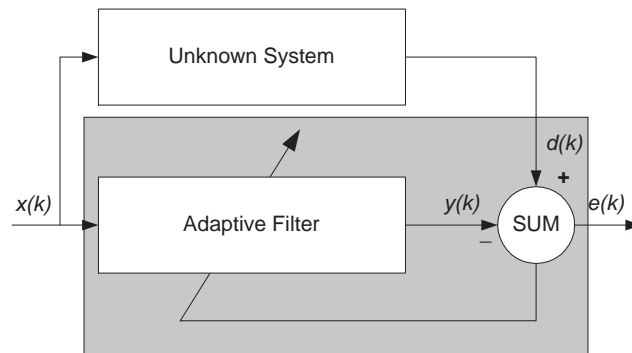 Unknown System
d(k)
+
x(k)
Adaptive Filter
y(k)
–
SUM
e(k)